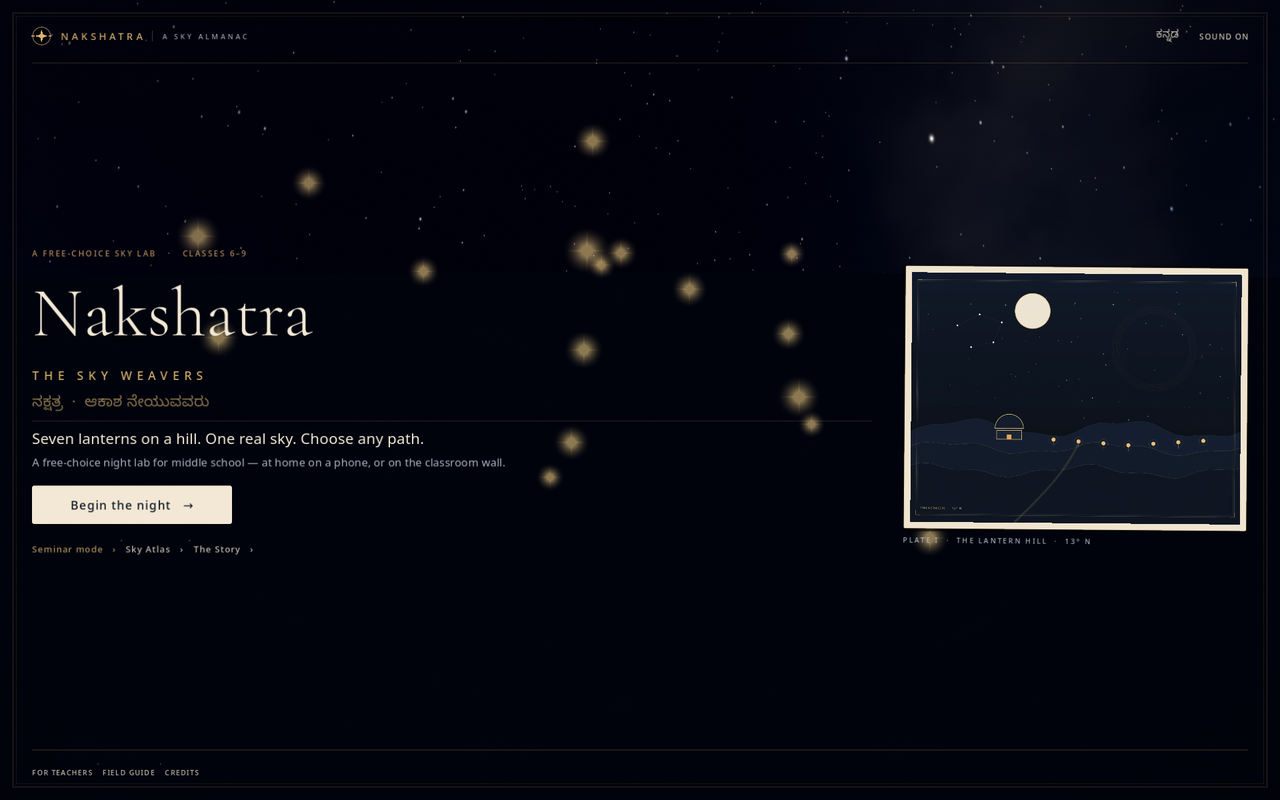 NAKSHATRA
A SKY ALMANAC
ಕನ್ನಡ
SOUND ON
A FREE-CHOICE SKY LAB · CLASSES 6–9
Nakshatra
THE SKY WEAVERS
ನಕ್ಷತ್ರ · ಆಕಾಶ ನೇಯುವವರು
Seven lanterns on a hill. One real sky. Choose any path.
A free-choice night lab for middle school — at home on a phone, or on the classroom wall.
Begin the night →
Seminar mode › Sky Atlas › The Story ›
PLATE I · THE LANTERN HILL · 13° N
FOR TEACHERS FIELD GUIDE CREDITS